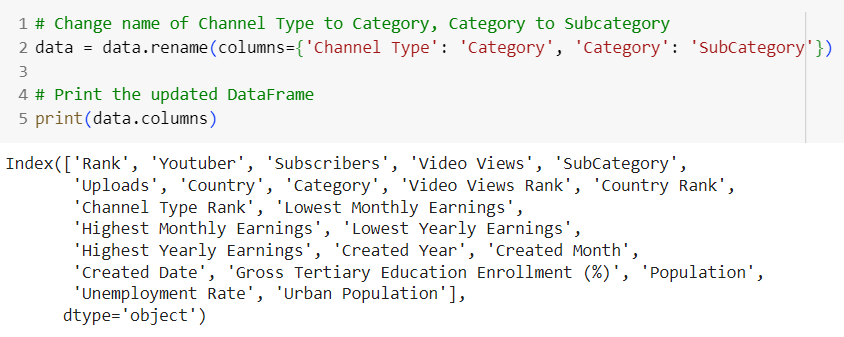 1 # Change name of Channel Type to Category, Category to Subcategory
2 data = data.rename(columns={'Channel Type': 'Category', 'Category': 'SubCategory'})
3
4 # Print the updated DataFrame
5 print(data.columns)
Index(['Rank', 'Youtuber', 'Subscribers', 'Video Views', 'SubCategory',
'Uploads', 'Country', 'Category', 'Video Views Rank', 'Country Rank',
'Channel Type Rank', 'Lowest Monthly Earnings',
'Highest Monthly Earnings', 'Lowest Yearly Earnings',
'Highest Yearly Earnings', 'Created Year', 'Created Month',
'Created Date', 'Gross Tertiary Education Enrollment (%)', 'Population',
'Unemployment Rate', 'Urban Population'],
dtype='object')